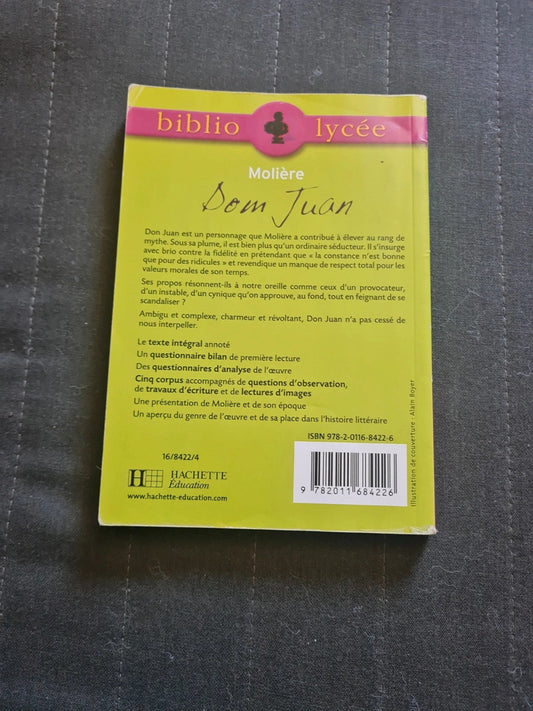 biblio lycée
Molière
Dom Juan
Don Juan est un personnage que Molière a contribué à élever au rang de
mythe. Sous sa plume, il est bien plus qu'un ordinaire séducteur. Il s'insurge
avec brio contre la fidélité en prétendant que « la constance n'est bonne
que pour des ridicules » et revendique un manque de respect total pour les
valeurs morales de son temps.
Ses propos résonnent-ils à notre oreille comme ceux d'un provocateur,
d'un instable, d'un cynique qu'on approuve, au fond, tout en feignant de se
scandaliser ?
Ambigu et complexe, charmeur et révoltant, Don Juan n'a pas cessé de
nous interpeller.
Le texte intégral annoté
Un questionnaire bilan de première lecture
Des questionnaires d'analyse de l'œuvre
Cinq corpus accompagnés de questions d'observation,
de travaux d'écriture et de lectures d'images
Une présentation de Molière et de son époque
Un aperçu du genre de l'œuvre et de sa place dans l'histoire littéraire
ISBN 978-2-0116-8422-6
16/8422/4
H HACHETTE
Éducation
www.hachette-education.com
9 782011 684226
Illustration de couverture : Alain Boyer